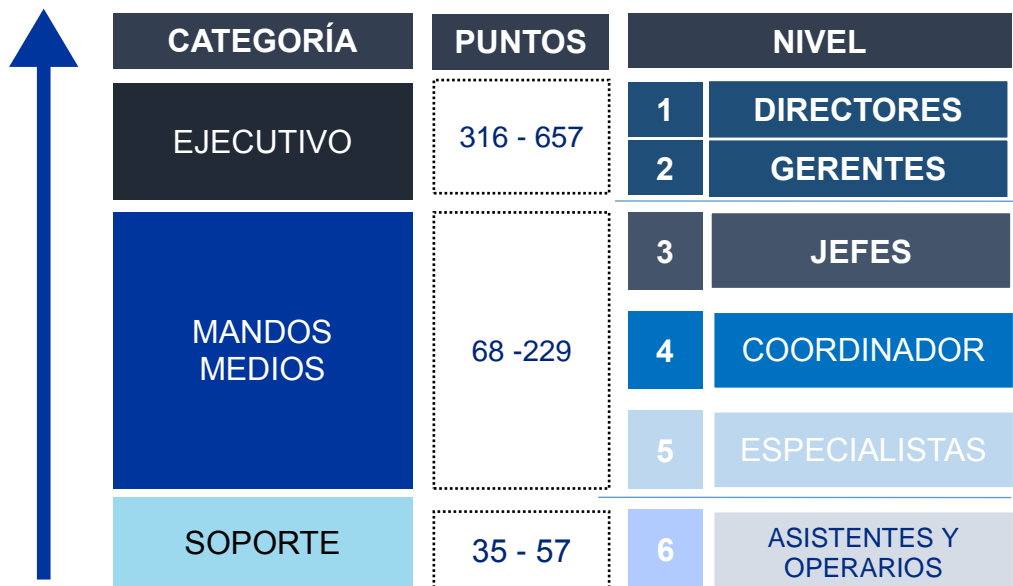 CATEGORÍA PUNTOS NIVEL
EJECUTIVO 316 - 657
1 DIRECTORES
2 GERENTES
MANDOS
MEDIOS
68 -229
3 JEFES
4 COORDINADOR
5 ESPECIALISTAS
SOPORTE 35 - 57
6 ASISTENTES Y
OPERARIOS